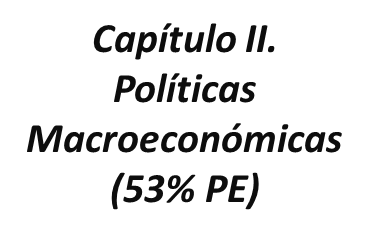 Capítulo II.
Políticas
Macroeconómicas
(53% PE)